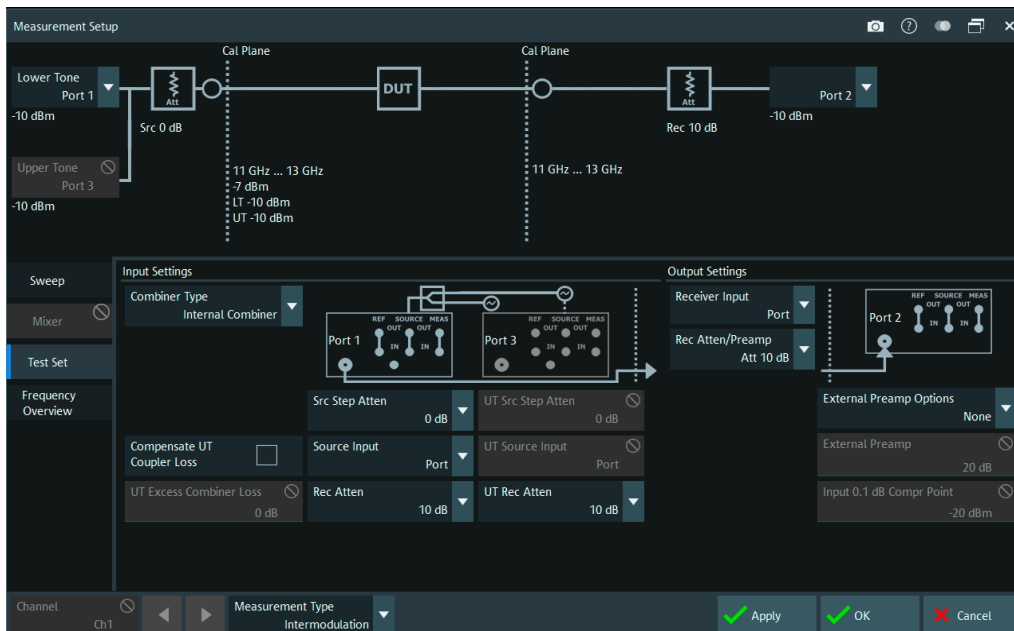 Measurement Setup
Cal Plane
Cal Plane
Lower Tone
Port 1
-10 dBm
Att
Src 0 dB
DUT
Att
Rec 10 dB
Port 2
-10 dBm
Upper Tone
Port 3
-10 dBm
11 GHz ... 13 GHz
-7 dBm
LT -10 dBm
UT -10 dBm
11 GHz ... 13 GHz
Sweep
Mixer
Test Set
Frequency
Overview
Input Settings
Combiner Type
Internal Combiner
REF SOURCE MEAS
OUT OUT
IN IN
Port 1
REF SOURCE MEAS
OUT OUT
IN IN
Port 3
Src Step Atten
0 dB
UT Src Step Atten
0 dB
Compensate UT
Coupler Loss
Source Input
Port
UT Source Input
Port
UT Excess Combiner Loss
0 dB
Rec Atten
10 dB
UT Rec Atten
10 dB
Output Settings
Receiver Input
Port
Rec Atten/Preamp
Att 10 dB
REF SOURCE MEAS
OUT OUT
IN IN
Port 2
External Preamp Options
None
External Preamp
20 dB
Input 0.1 dB Compr Point
-20 dBm
Channel
Ch1
Measurement Type
Intermodulation
Apply
OK
Cancel